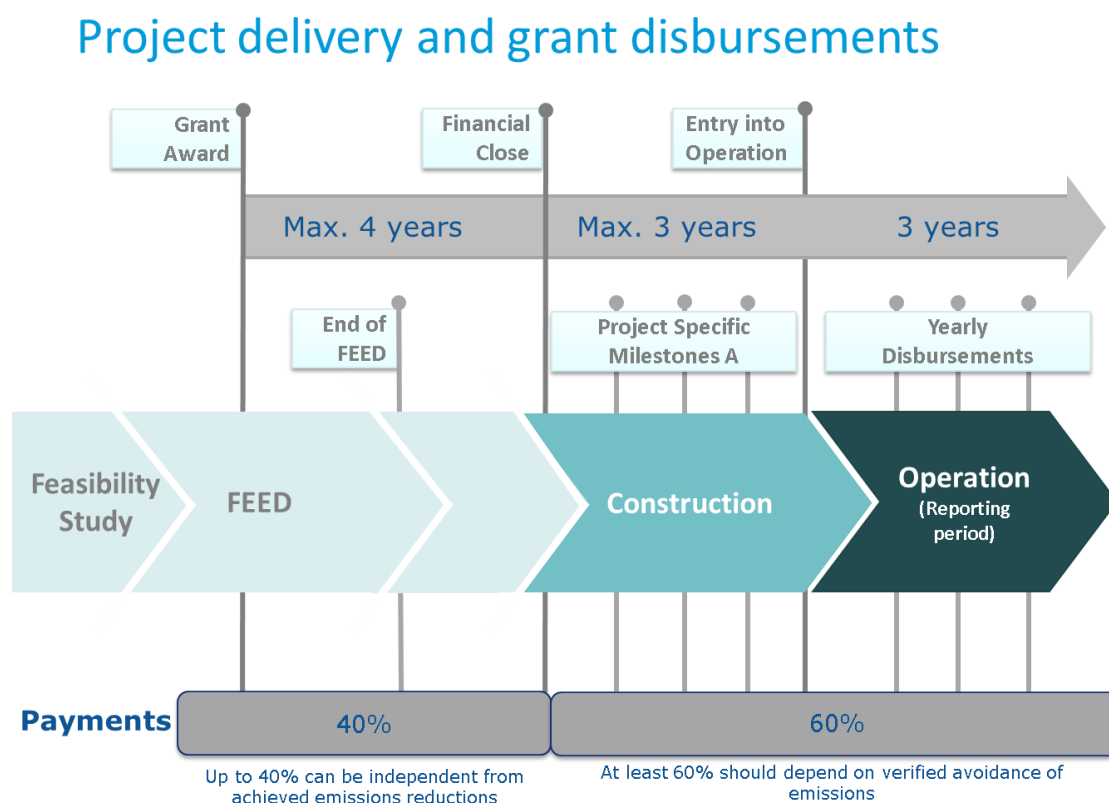 Project delivery and grant disbursements
Grant
Award
Financial
Close
Entry into
Operation
Max. 4 years
Max. 3 years
3 years
End of
FEED
Project Specific
Milestones A
Yearly
Disbursements
Feasibility
Study
FEED
Construction
Operation
(Reporting
period)
Payments
40%
60%
Up to 40% can be independent from
achieved emissions reductions
At least 60% should depend on verified avoidance of
emissions